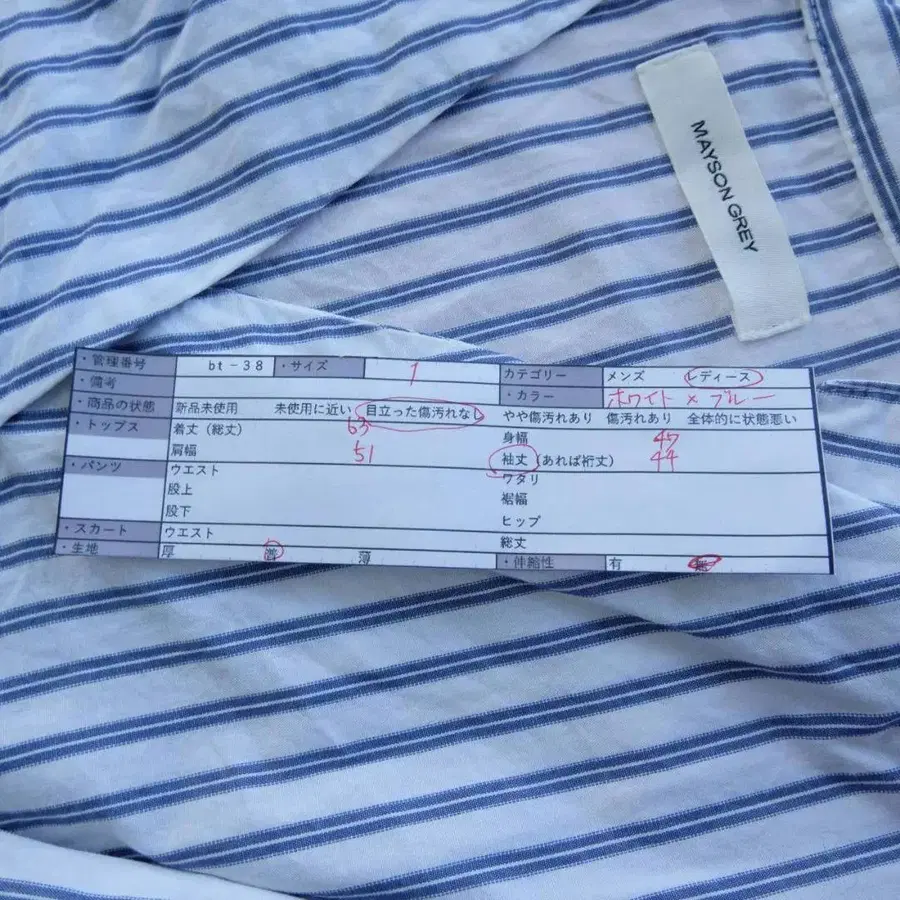 MAYSON GREY
・管理番号 bt-38 ・サイズ 1 カテゴリー メンズ レディース
・備考 ・カラー ホワイト × ブルー
・商品の状態 新品未使用 未使用に近い 目立った傷汚れなし やや傷汚れあり 傷汚れあり 全体的に状態悪い
・トップス 着丈(総丈) 63 身幅 45
肩幅 51 袖丈(あれば裄丈) 44
・パンツ ウエスト ワタリ
股上 裾幅
股下 ヒップ
・スカート ウエスト 総丈
・生地 厚 普 薄 ・伸縮性 有 無